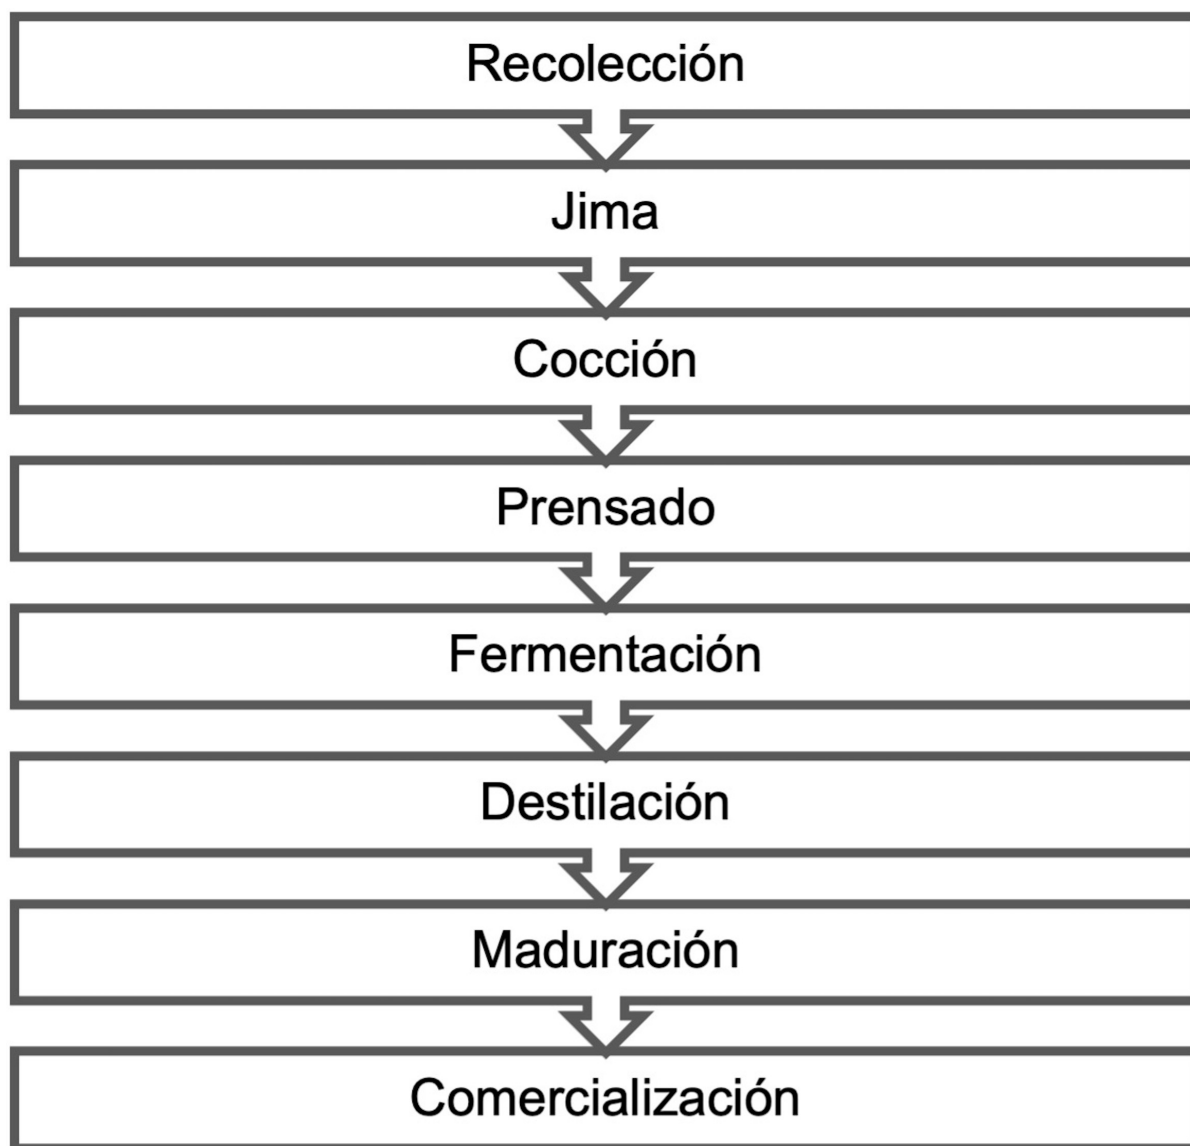 Recolección
Jima
Cocción
Prensado
Fermentación
Destilación
Maduración
Comercialización